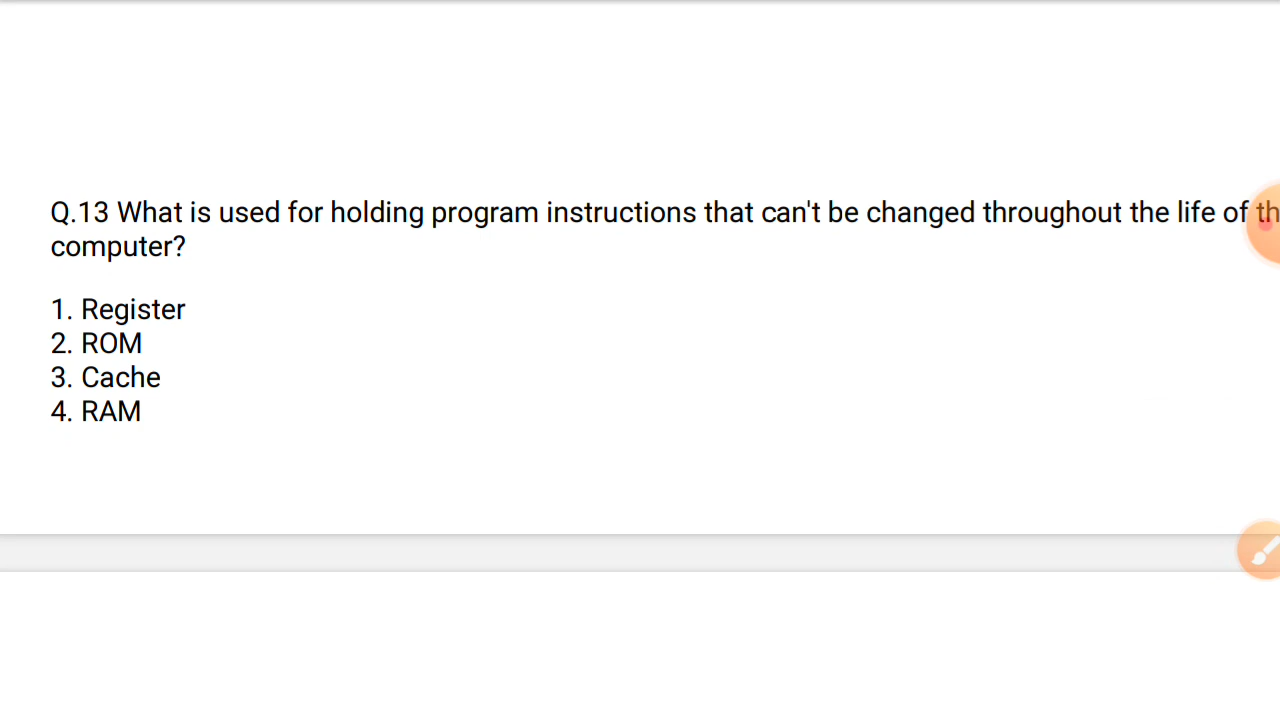 Q.13 What is used for holding program instructions that can't be changed throughout the life of th
computer?
1. Register
2. ROM
3. Cache
4. RAM